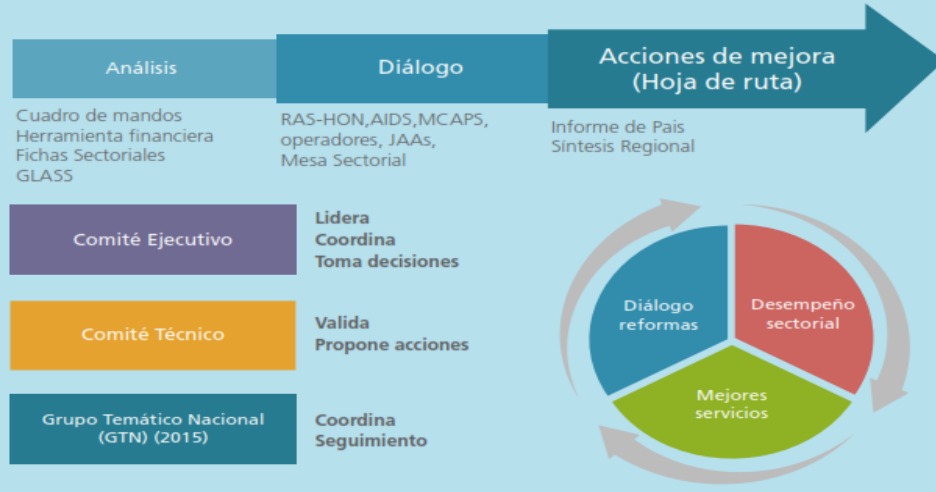 Análisis
Diálogo
Acciones de mejora
(Hoja de ruta)
Cuadro de mandos
Herramienta financiera
Fichas Sectoriales
GLASS
RAS-HON,AIDS,MCAPS,
operadores, JAAs,
Mesa Sectorial
Informe de Pais
Síntesis Regional
Comité Ejecutivo
Lidera
Coordina
Toma decisiones
Comité Técnico
Valida
Propone acciones
Grupo Temático Nacional
(GTN) (2015)
Coordina
Seguimiento
Diálogo
reformas
Desempeño
sectorial
Mejores
servicios